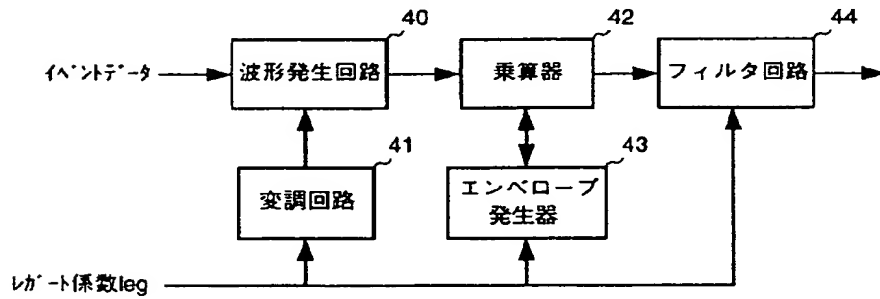 40
42
44
イベントデータ
波形発生回路
乗算器
フィルタ回路
41
43
変調回路
エンベロープ
発生器
レガート係数leg